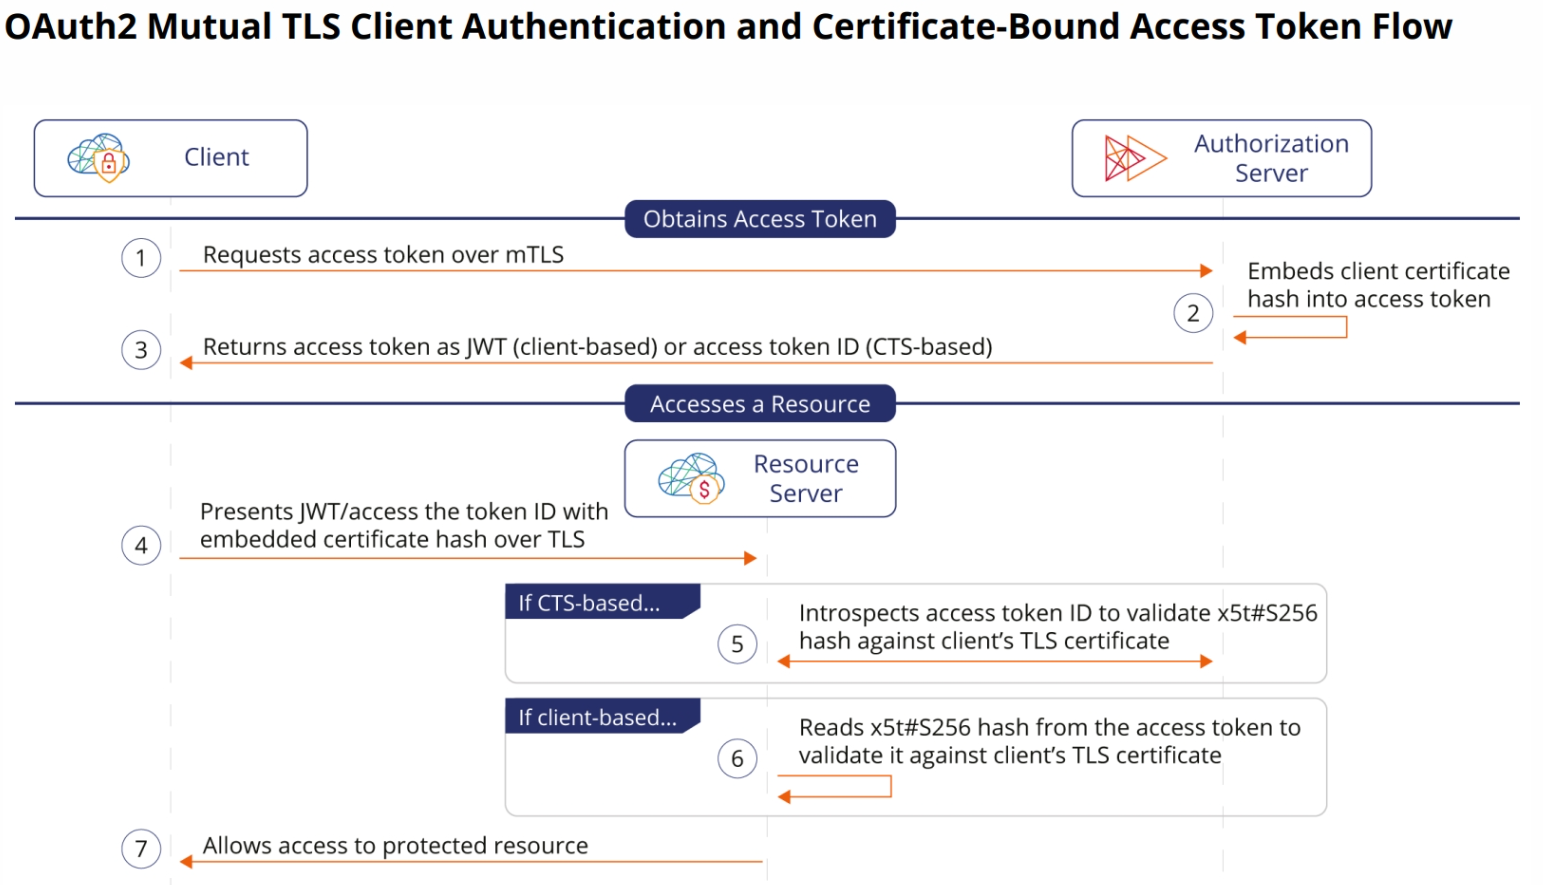 OAuth2 Mutual TLS Client Authentication and Certificate-Bound Access Token Flow
Client
Authorization
Server
Obtains Access Token
1
Requests access token over mTLS
Embeds client certificate
hash into access token
2
3
Returns access token as JWT (client-based) or access token ID (CTS-based)
Accesses a Resource
Resource
Server
$
Presents JWT/access the token ID with
embedded certificate hash over TLS
4
If CTS-based...
5
Introspects access token ID to validate x5t#S256
hash against client’s TLS certificate
If client-based...
6
Reads x5t#S256 hash from the access token to
validate it against client’s TLS certificate
7
Allows access to protected resource